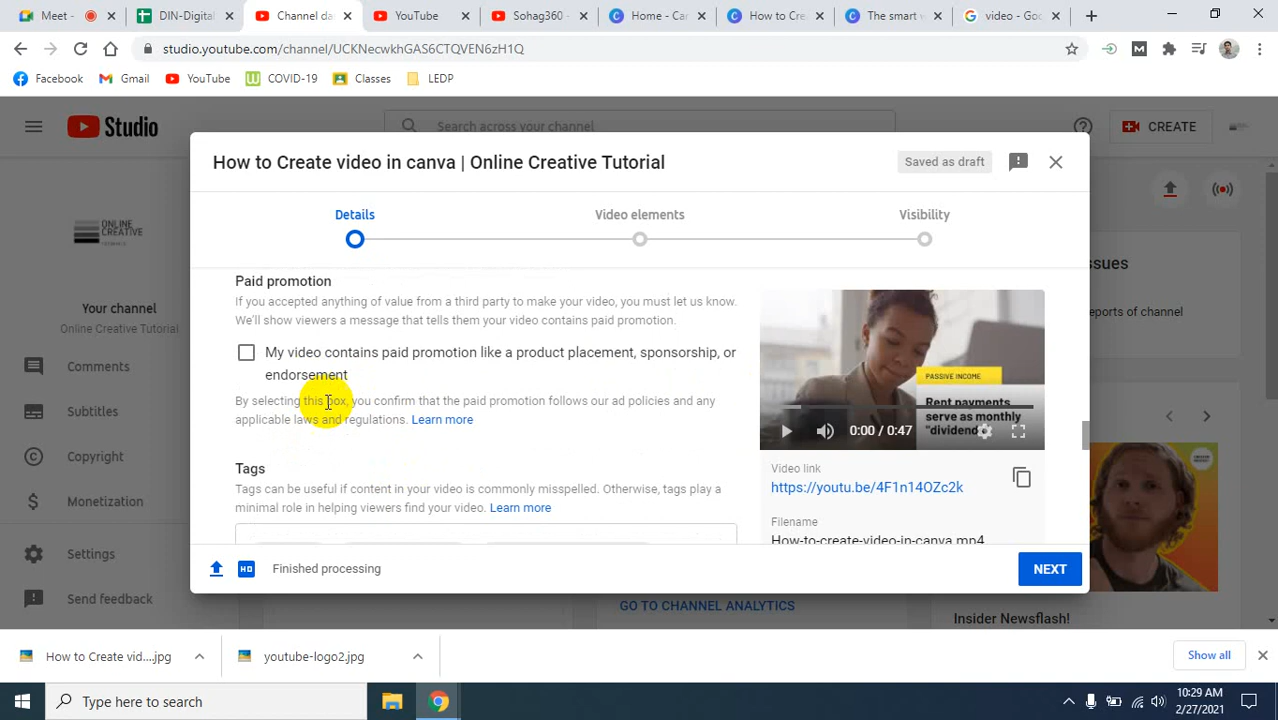 Meet -
DIN-Digital
Channel da
YouTube
Sohag360 -
Home - Ca
How to Cre
The smart w
video - Goo
studio.youtube.com/channel/UCKNecwkhGAS6CTQVEN6zH1Q
Facebook
Gmail
YouTube
COVID-19
Classes
LEDP
Studio
Search across your channel
CREATE
How to Create video in canva | Online Creative Tutorial
Saved as draft
Details
Video elements
Visibility
ONLINE
CREATIVE
Your channel
Online Creative Tutorial
Comments
Subtitles
Copyright
Monetization
Settings
Send feedback
Paid promotion
If you accepted anything of value from a third party to make your video, you must let us know.
We'll show viewers a message that tells them your video contains paid promotion.
My video contains paid promotion like a product placement, sponsorship, or
endorsement
By selecting this box, you confirm that the paid promotion follows our ad policies and any
applicable laws and regulations. Learn more
Tags
Tags can be useful if content in your video is commonly misspelled. Otherwise, tags play a
minimal role in helping viewers find your video. Learn more
PASSIVE INCOME
Rent payments
serve as monthly
"dividend
0:00 / 0:47
Video link
https://youtu.be/4F1n14OZc2k
Filename
How-to-create-video-in-canva.mp4
HD
Finished processing
NEXT
ssues
eports of
GO TO CHANNEL ANALYTICS
Insider Newsflash!
How to Create vid....jpg
youtube-logo2.jpg
Show all
Type here to search
10:29 AM
2/27/2021